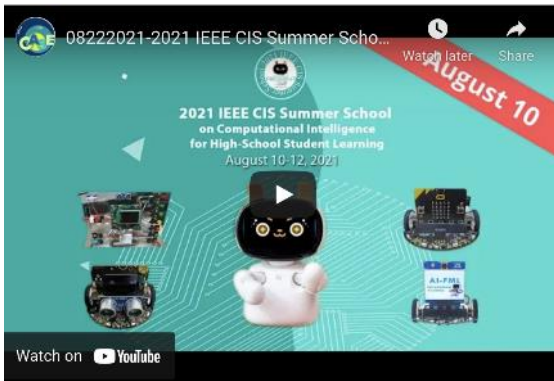 08222021-2021 IEEE CIS Summer Scho...
Watch later
Share
August 10
2021 IEEE CIS Summer School
on Computational Intelligence
for High-School Student Learning
August 10-12, 2021
AI-FML
Watch on YouTube